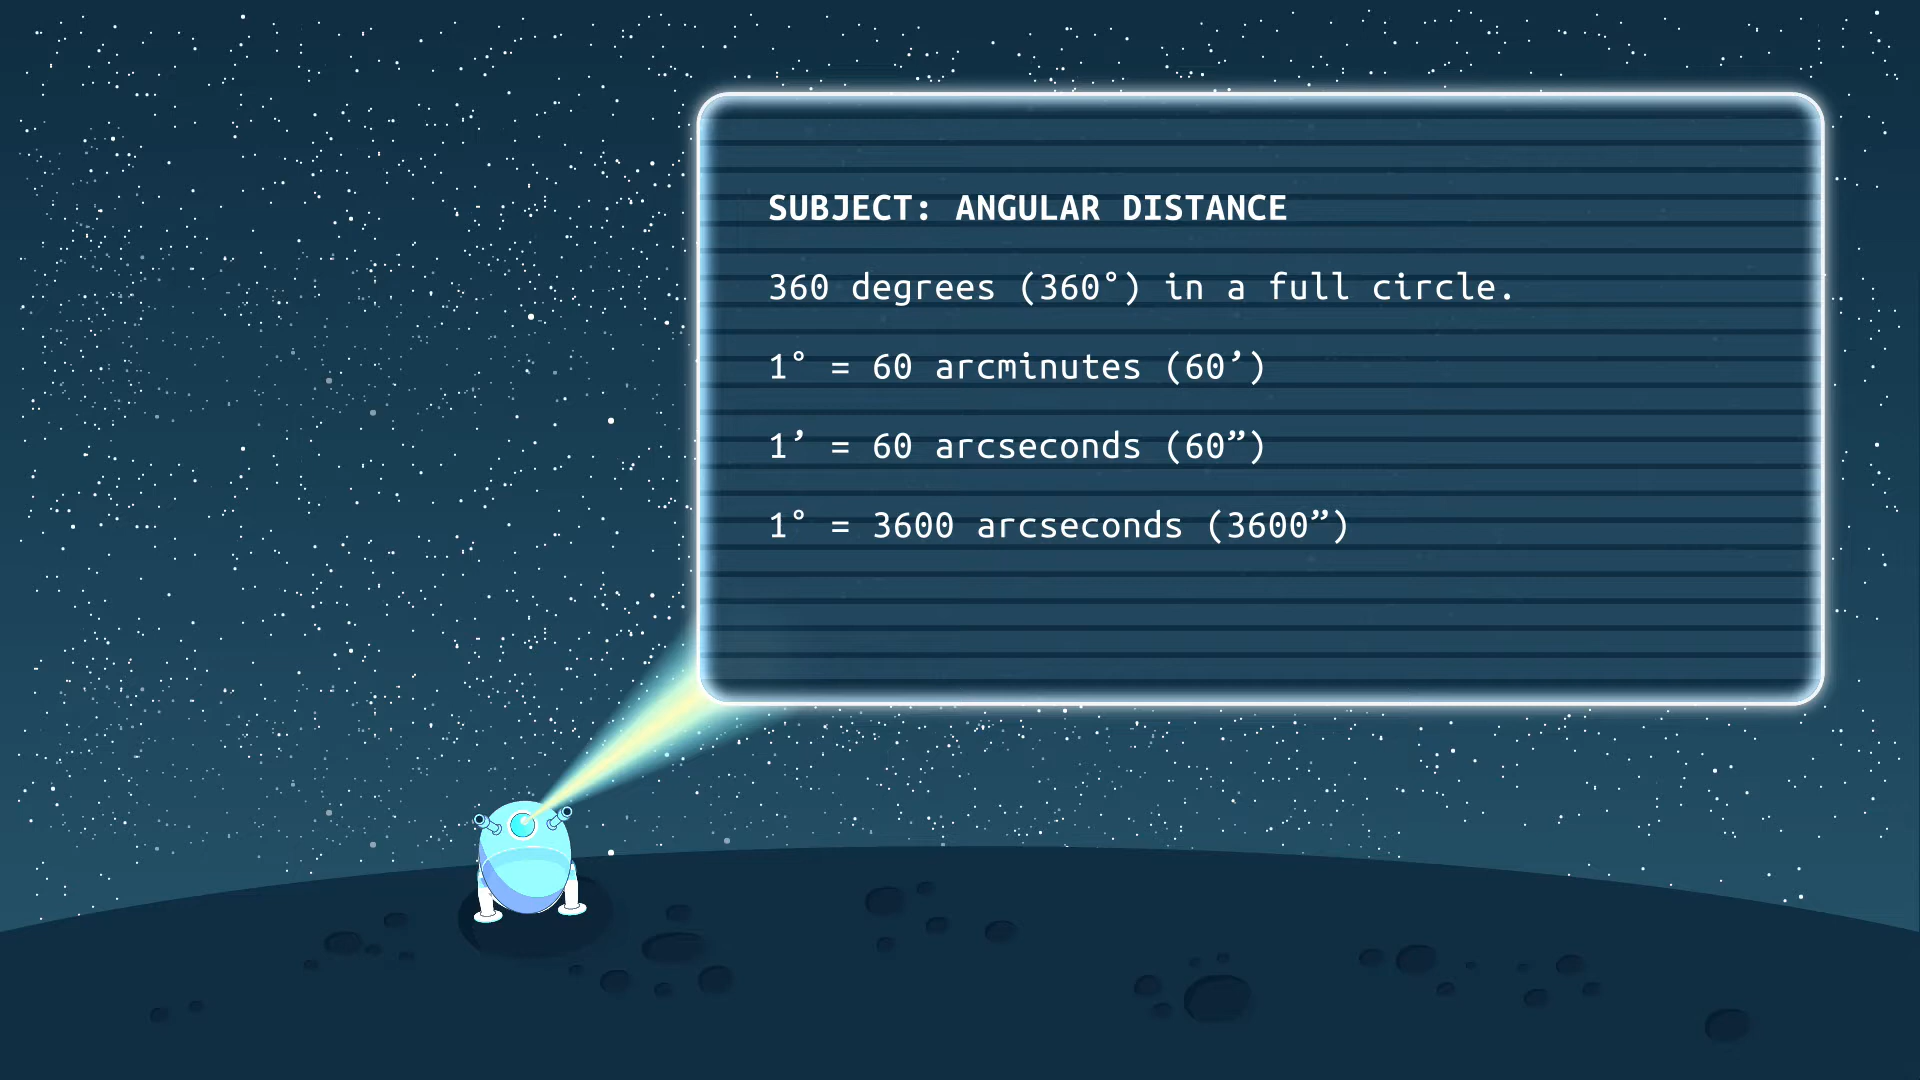 SUBJECT: ANGULAR DISTANCE
360 degrees (360°) in a full circle.
1° = 60 arcminutes (60’)
1’ = 60 arcseconds (60”)
1° = 3600 arcseconds (3600”)